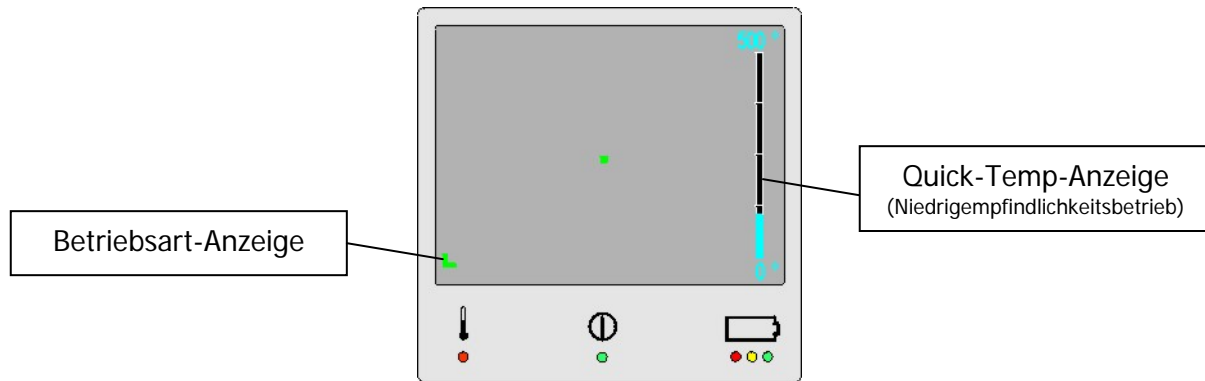 500 °
Quick-Temp-Anzeige
(Niedrigempfindlichkeitsbetrieb)
Betriebsart-Anzeige
L
0 °